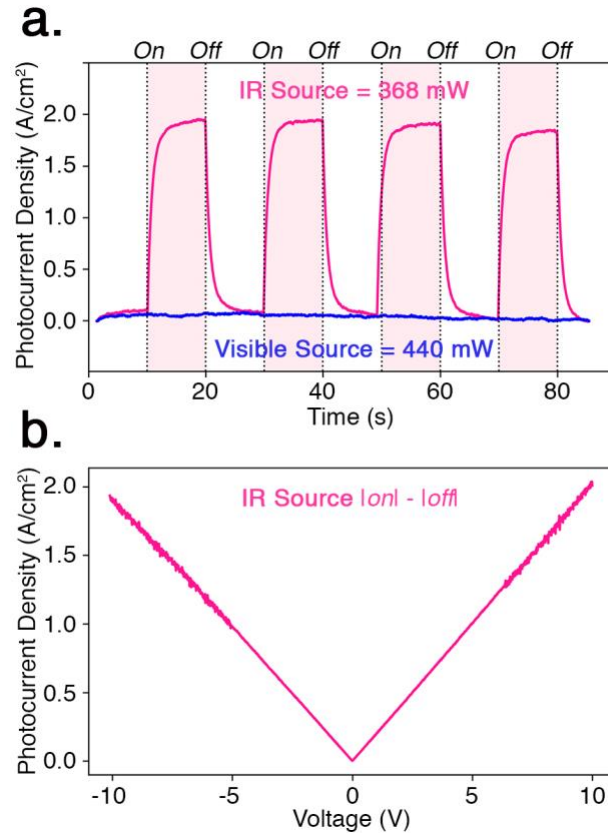 a.
On Off On Off On Off On Off
IR Source = 368 mW
Photocurrent Density (A/cm²)
2.0
1.5
1.0
0.5
0.0
Visible Source = 440 mW
0 20 40 60 80
Time (s)
b.
IR Source |on| - |off|
Photocurrent Density (A/cm²)
2.0
1.5
1.0
0.5
0.0
-10 -5 0 5 10
Voltage (V)